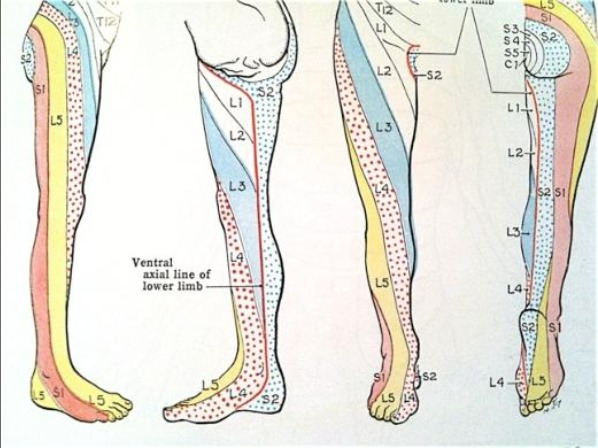 T12
L3
L4
S2
S1
L5
L5
S1
L5
S2
L1
L2
L3
L4
Ventral
axial line of
lower limb
L5
L4
S2
T12
L1
L2
S2
L3
L4
L5
S1
S2
L5
L4
lower limb
L5
S1
S3
S2
S4
S5
C1
L1
L2
S2
S1
L3
L4
S2
S1
L4
L5